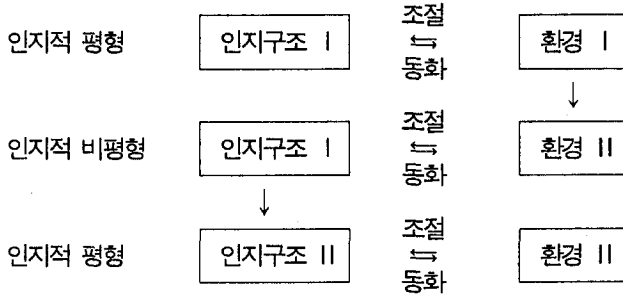 조절
인지적 평형 인지구조 Ⅰ ⇆ 환경 Ⅰ
동화
↓
조절
인지적 비평형 인지구조 Ⅰ ⇆ 환경 Ⅱ
동화
↓
조절
인지적 평형 인지구조 Ⅱ ⇆ 환경 Ⅱ
동화